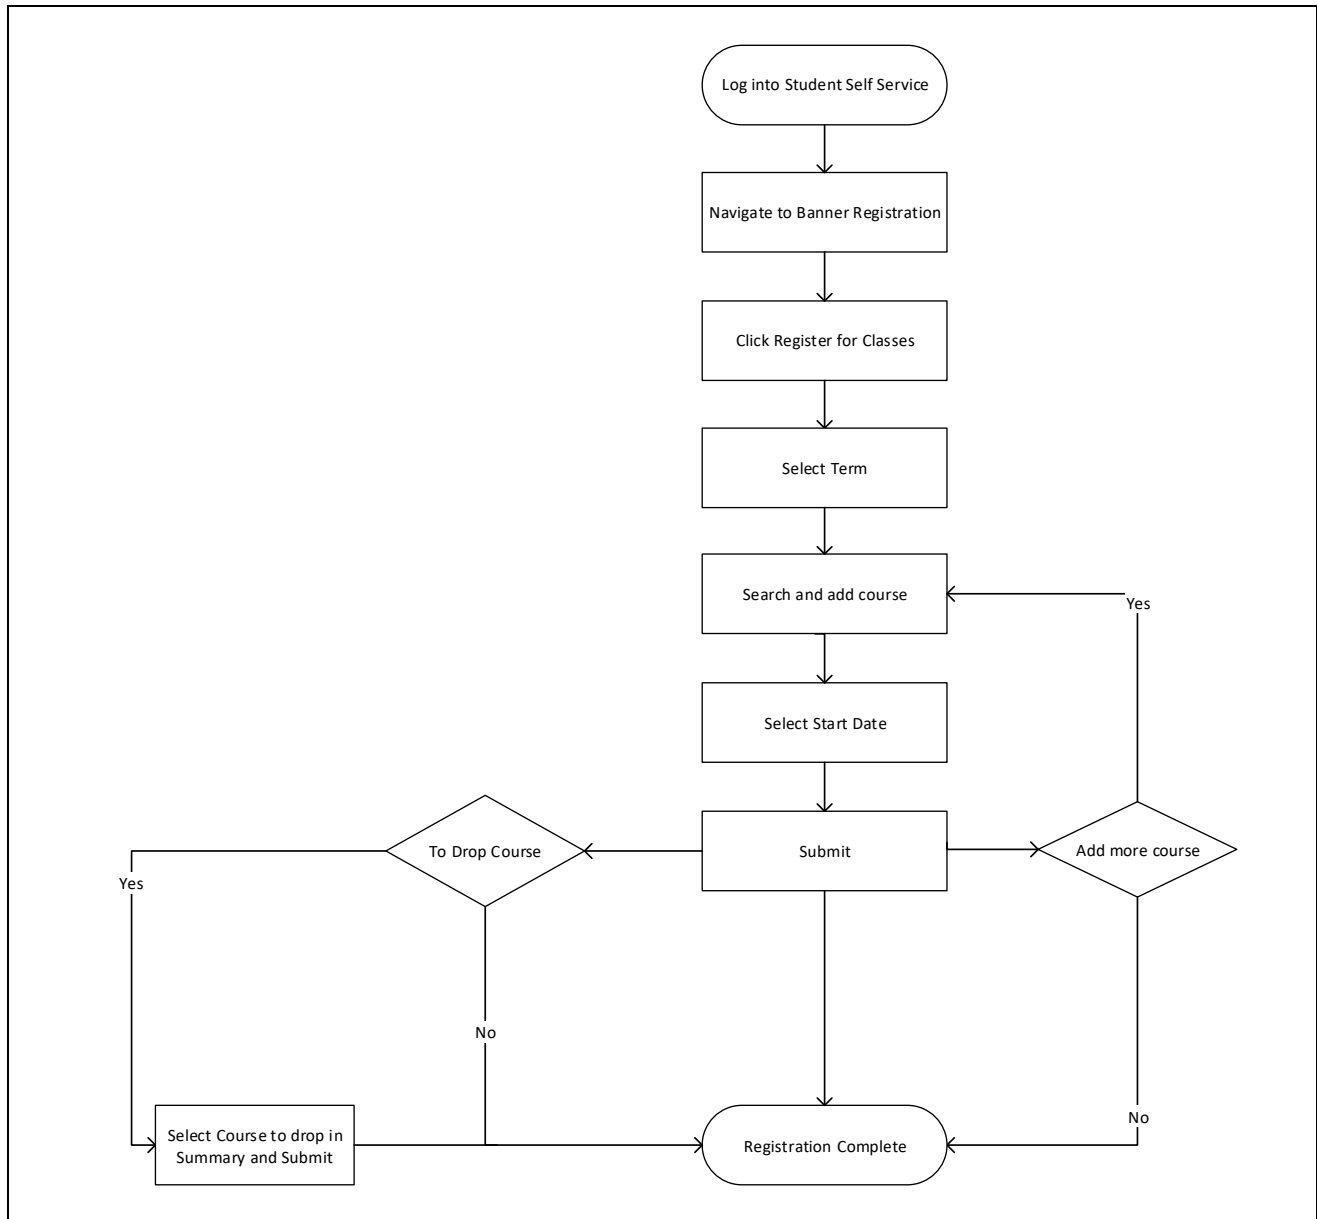 Log into Student Self Service
Navigate to Banner Registration
Click Register for Classes
Select Term
Search and add course
Yes
Select Start Date
To Drop Course
Submit
Add more course
Yes
No
No
Select Course to drop in
Summary and Submit
Registration Complete